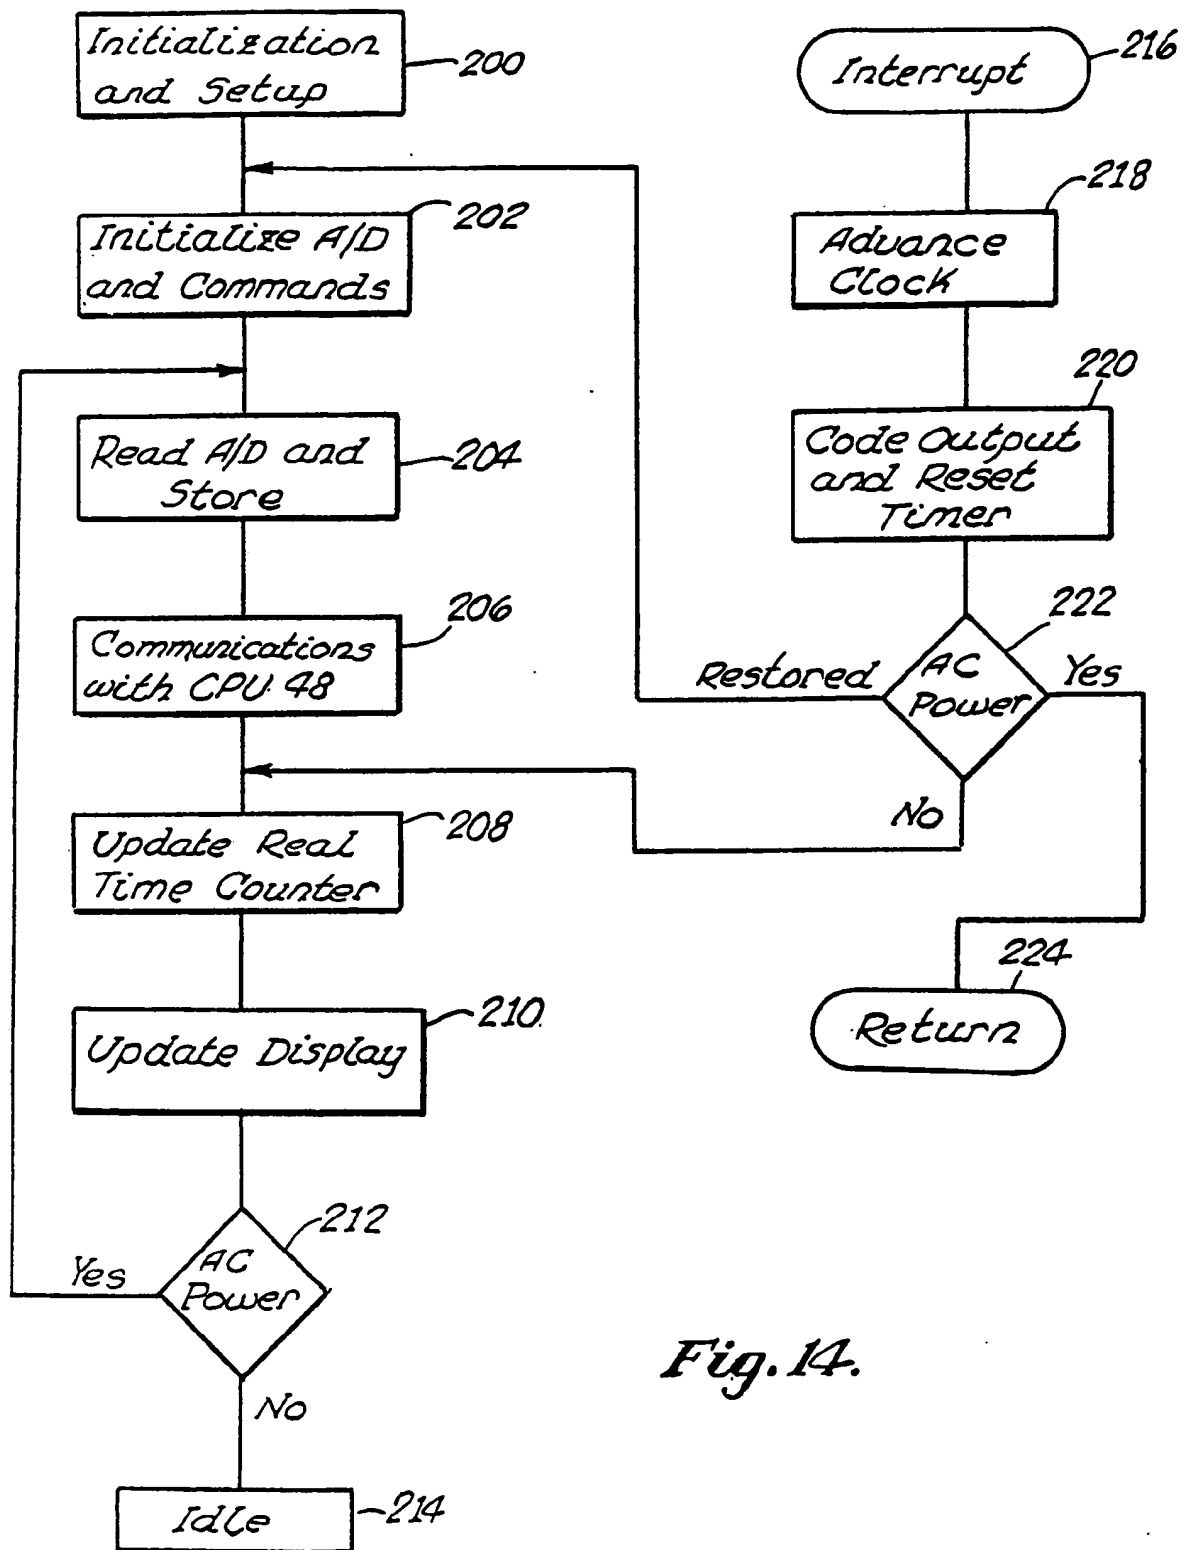 Initialization
and Setup
200
Initialize A/D
and Commands
202
Read A/D and
Store
204
Communications
with CPU 48
206
Update Real
Time Counter
208
Update Display
210
AC
Power
212
Yes
No
Idle
214
Interrupt
216
Advance
Clock
218
Code Output
and Reset
Timer
220
AC
Power
222
Restored
Yes
No
Return
224
Fig. 14.